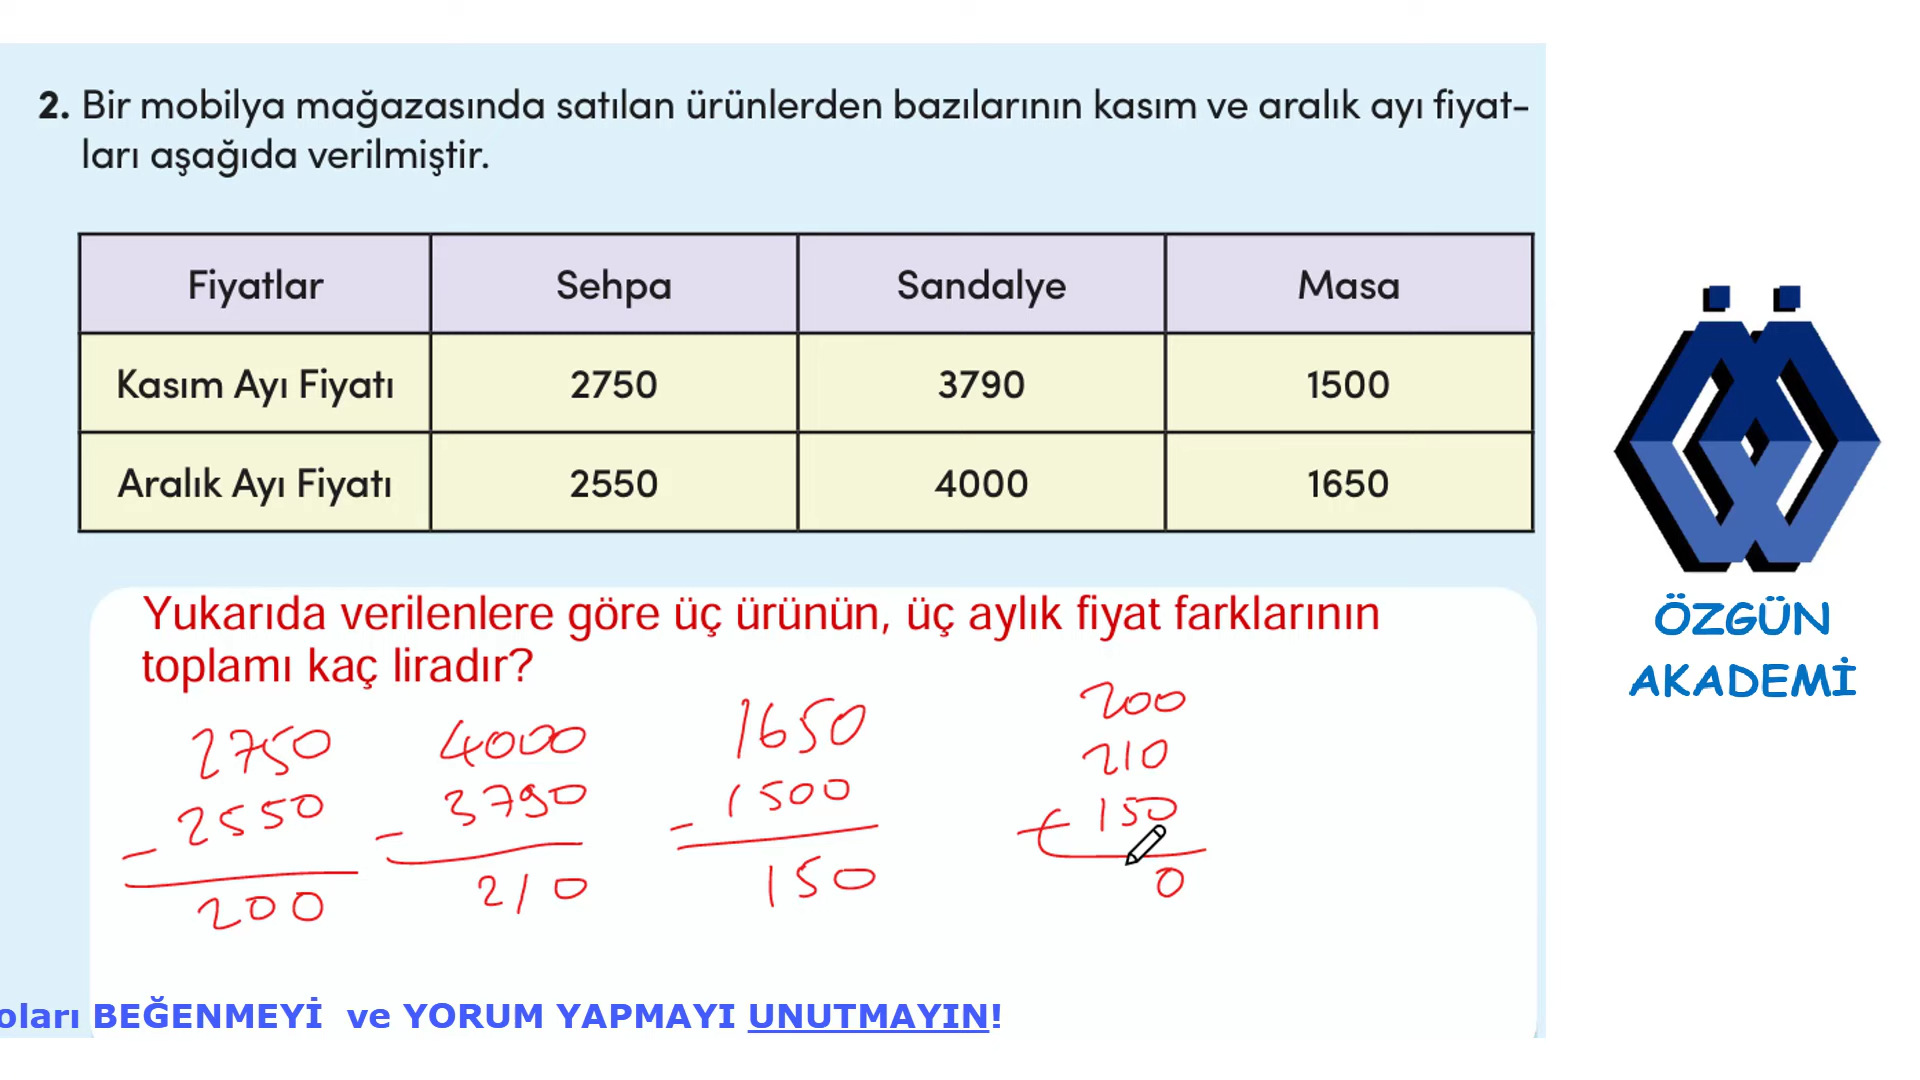 2. Bir mobilya mağazasında satılan ürünlerden bazılarının kasım ve aralık ayı fiyat-
ları aşağıda verilmiştir.
Fiyatlar Sehpa Sandalye Masa
Kasım Ayı Fiyatı 2750 3790 1500
Aralık Ayı Fiyatı 2550 4000 1650
Yukarıda verilenlere göre üç ürünün, üç aylık fiyat farklarının
toplamı kaç liradır?
2750
- 2550
200
4000
- 3790
210
1650
- 1500
150
200
210
+ 150
0
ÖZGÜN
AKADEMİ
oları BEĞENMEYİ ve YORUM YAPMAYI UNUTMAYIN!